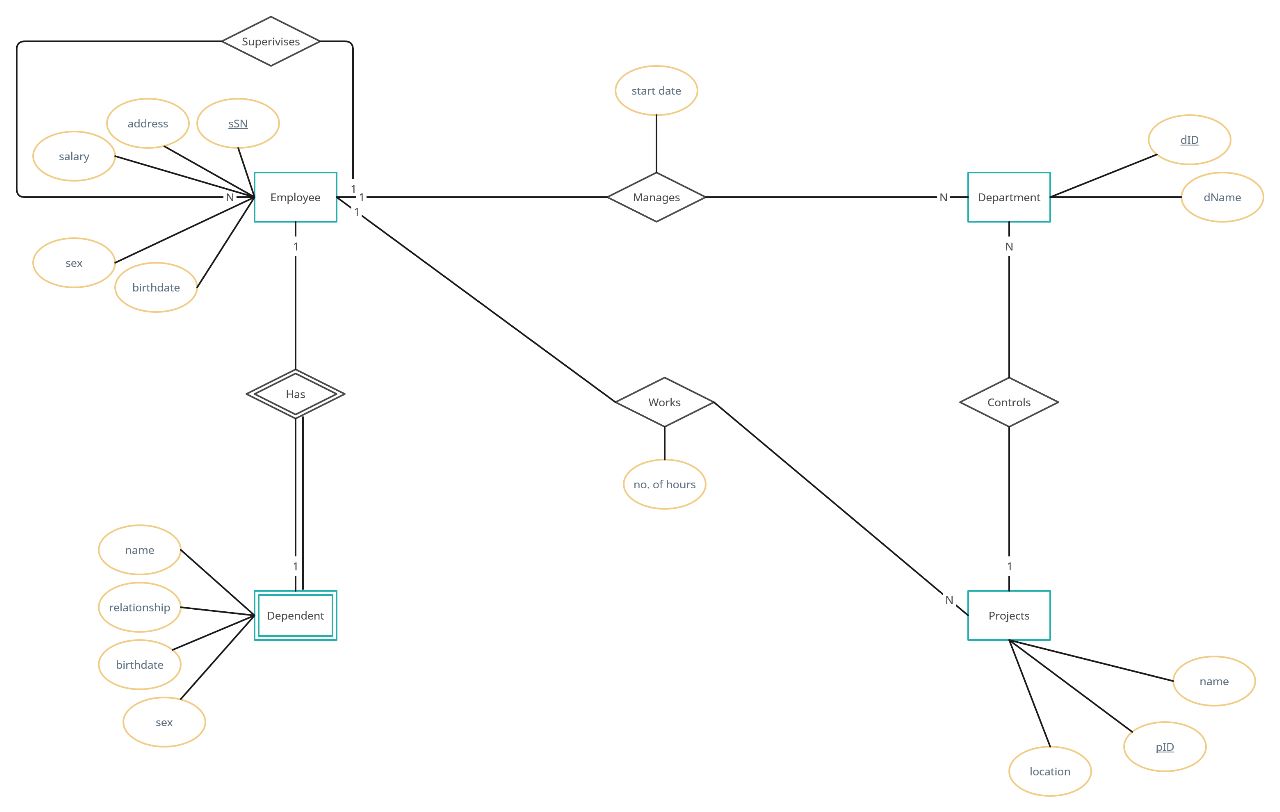 Superivises
start date
address
sSN
dID
salary
1
N
Employee
1
Manages
N
Department
dName
1
1
N
sex
birthdate
Has
Works
Controls
no. of hours
name
1
1
N
relationship
Dependent
Projects
birthdate
name
sex
pID
location